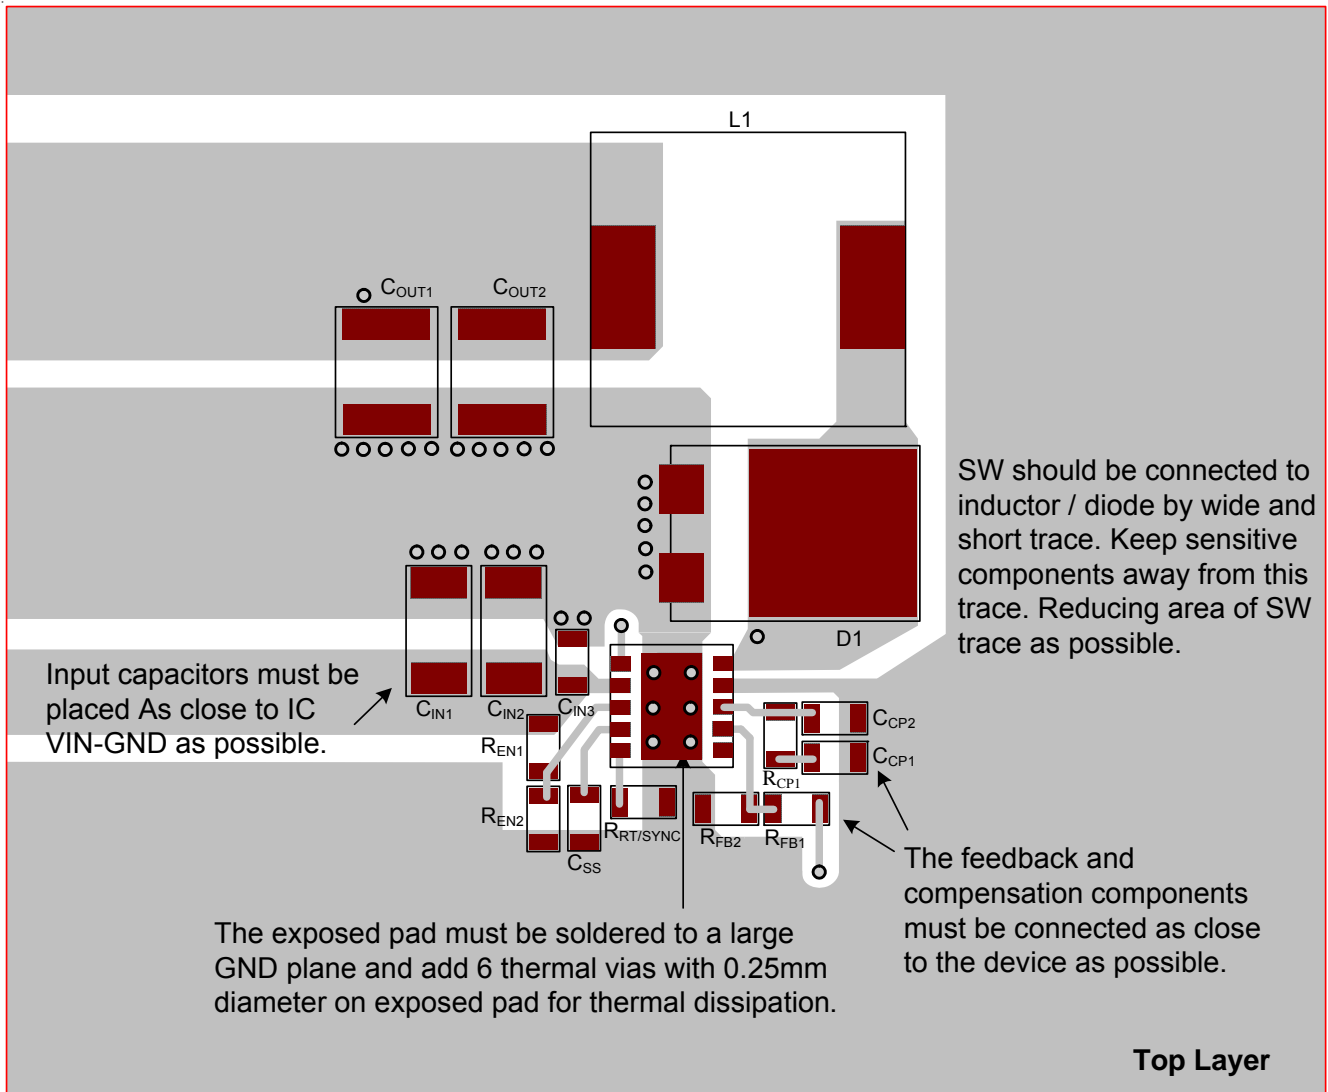 L1
COUT1
COUT2
SW should be connected to
inductor / diode by wide and
short trace. Keep sensitive
components away from this
trace. Reducing area of SW
trace as possible.
D1
Input capacitors must be
placed As close to IC
VIN-GND as possible.
CIN1
CIN2
CIN3
REN1
CCP2
CCP1
RCP1
REN2
CSS
RRT/SYNC
RFB2
RFB1
The feedback and
compensation components
must be connected as close
to the device as possible.
The exposed pad must be soldered to a large
GND plane and add 6 thermal vias with 0.25mm
diameter on exposed pad for thermal dissipation.
Top Layer